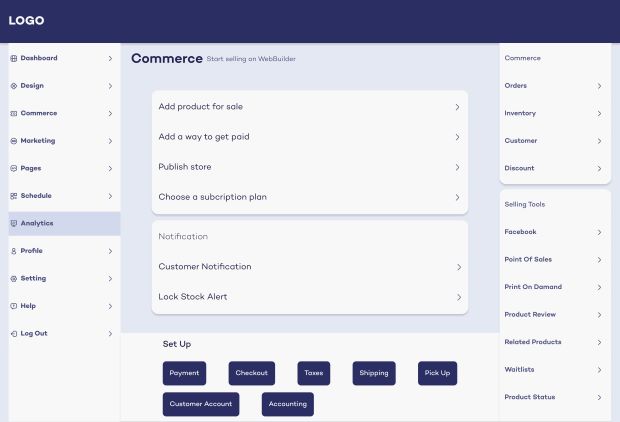 LOGO
Dashboard
Design
Commerce
Marketing
Pages
Schedule
Analytics
Profile
Setting
Help
Log Out
Commerce Start selling on WebBuilder
Add product for sale
Add a way to get paid
Publish store
Choose a subcription plan
Notification
Customer Notification
Lock Stock Alert
Set Up
Payment Checkout Taxes Shipping Pick Up
Customer Account Accounting
Commerce
Orders
Inventory
Customer
Discount
Selling Tools
Facebook
Point Of Sales
Print On Damand
Product Review
Related Products
Waitlists
Product Status